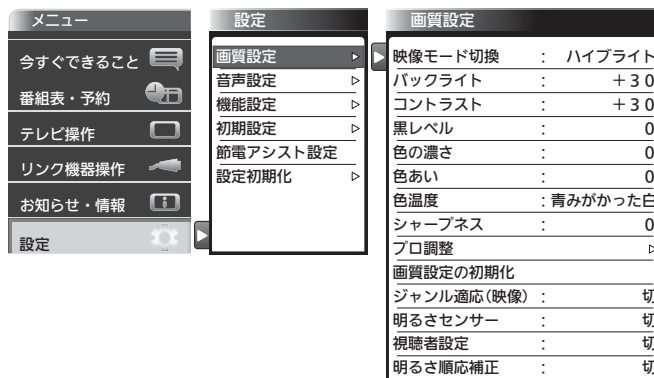 メニュー
今すぐできること
番組表・予約
テレビ操作
リンク機器操作
お知らせ・情報
設定
設定
画質設定
音声設定
機能設定
初期設定
節電アシスト設定
設定初期化
画質設定
映像モード切換 : ハイブライト
バックライト : +30
コントラスト : +30
黒レベル : 0
色の濃さ : 0
色あい : 0
色温度 : 青みがかった白
シャープネス : 0
プロ調整
画質設定の初期化
ジャンル適応(映像) : 切
明るさセンサー : 切
視聴者設定 : 切
明るさ順応補正 : 切